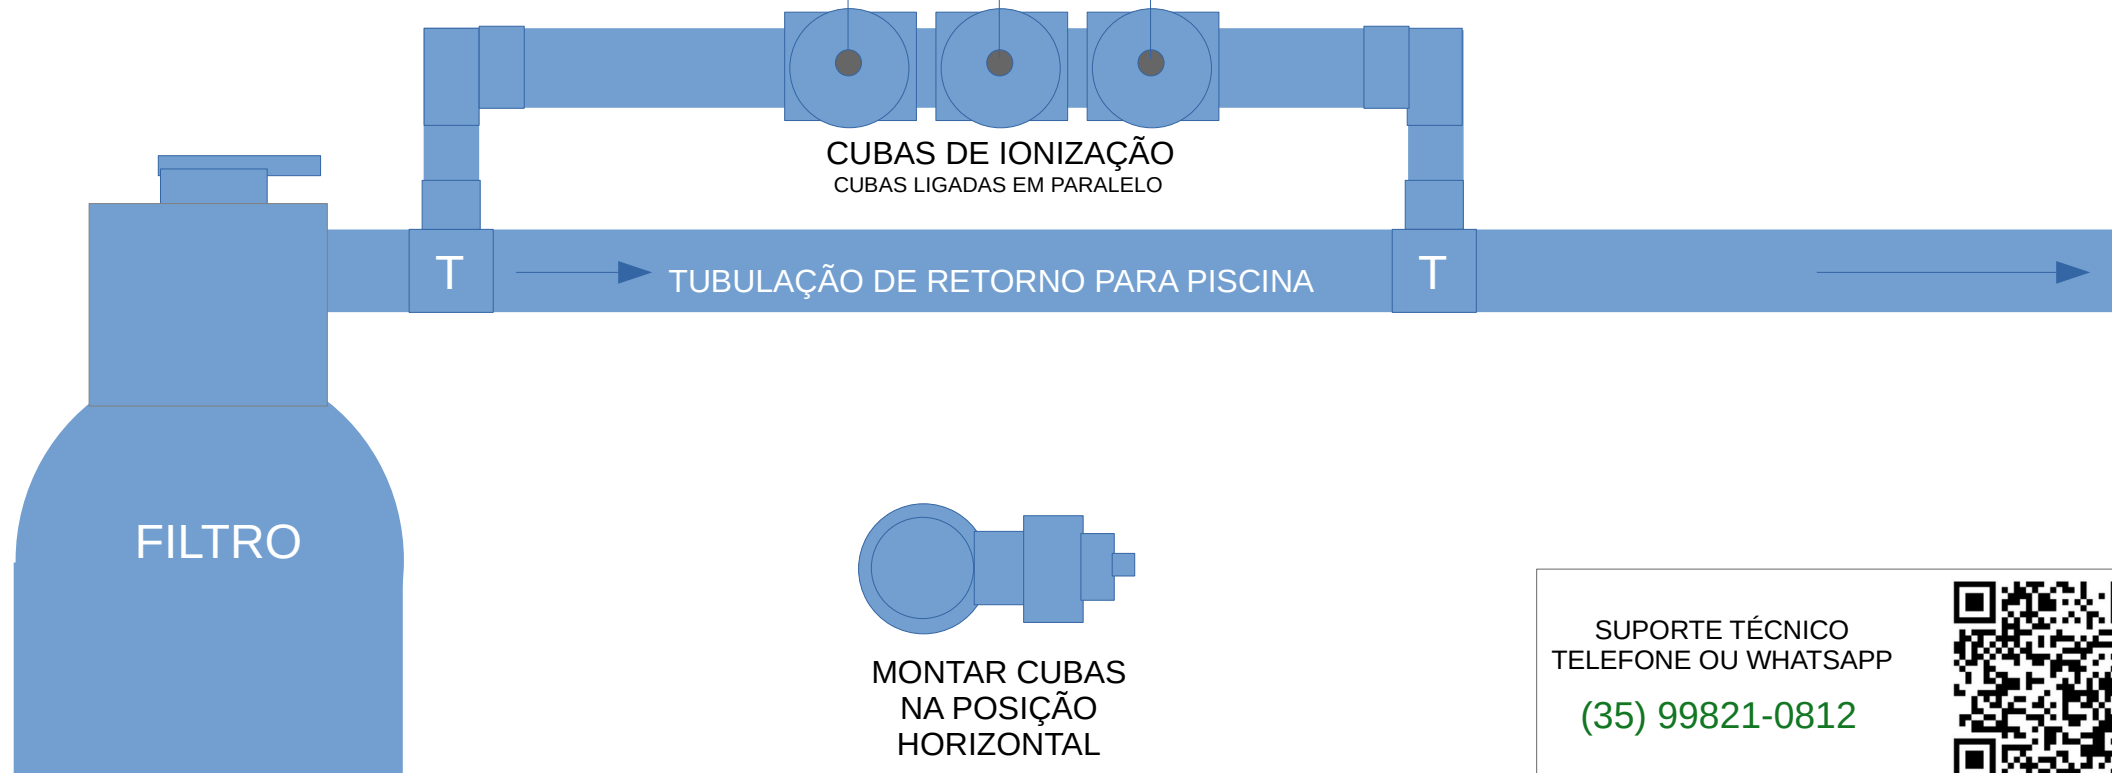 CUBAS DE IONIZAÇÃO
CUBAS LIGADAS EM PARALELO
T
TUBULAÇÃO DE RETORNO PARA PISCINA
T
FILTRO
MONTAR CUBAS
NA POSIÇÃO
HORIZONTAL
SUPORTE TÉCNICO
TELEFONE OU WHATSAPP
(35) 99821-0812